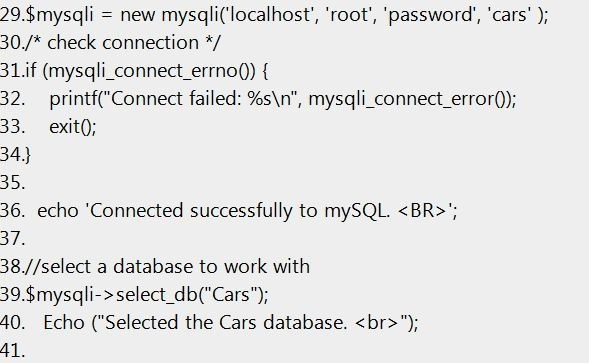 29.$mysqli = new mysqli('localhost', 'root', 'password', 'cars' );
30./* check connection */
31.if (mysqli_connect_errno()) {
32.    printf("Connect failed: %s\n", mysqli_connect_error());
33.    exit();
34.}
35.
36.  echo 'Connected successfully to mySQL. <BR>';
37.
38.//select a database to work with
39.$mysqli->select_db("Cars");
40.   Echo ("Selected the Cars database. <br>");
41.